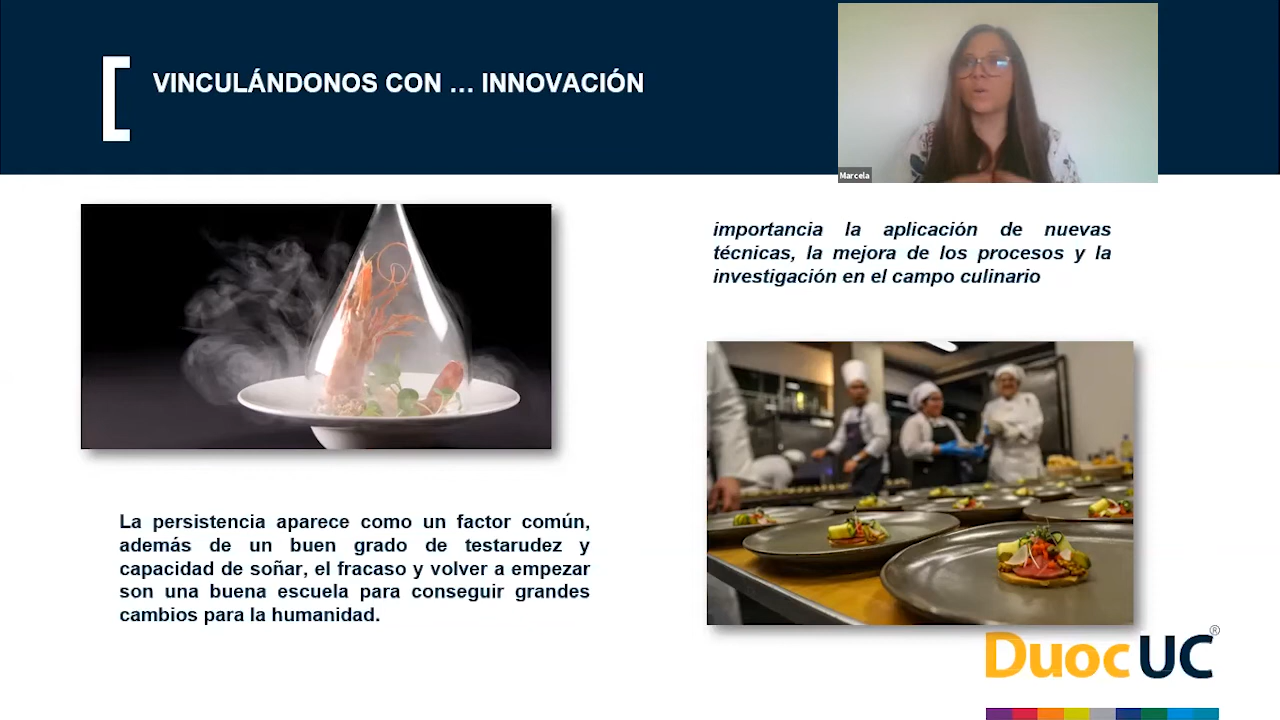 VINCULÁNDONOS CON … INNOVACIÓN
Marcela
importancia la aplicación de nuevas
técnicas, la mejora de los procesos y la
investigación en el campo culinario
La persistencia aparece como un factor común,
además de un buen grado de testarudez y
capacidad de soñar, el fracaso y volver a empezar
son una buena escuela para conseguir grandes
cambios para la humanidad.
DuocUC®